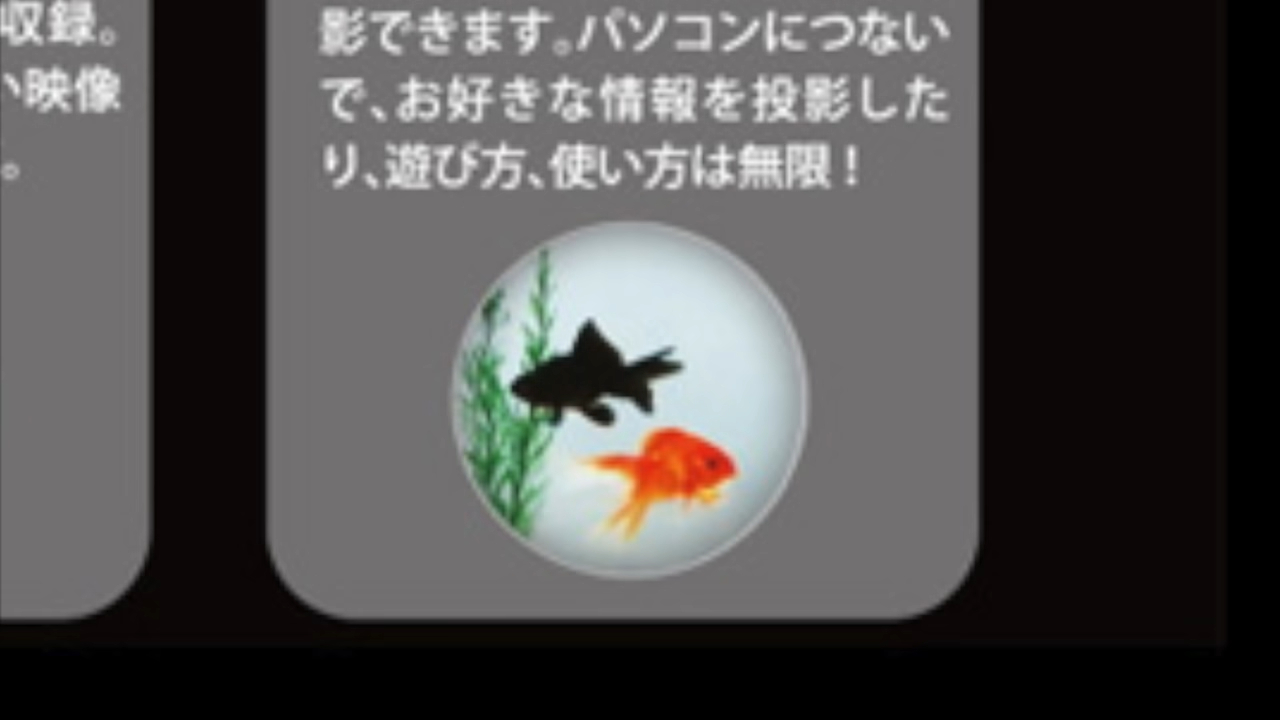 収録。
い映像
。
影できます。パソコンにつない
で、お好きな情報を投影した
り、遊び方、使い方は無限！